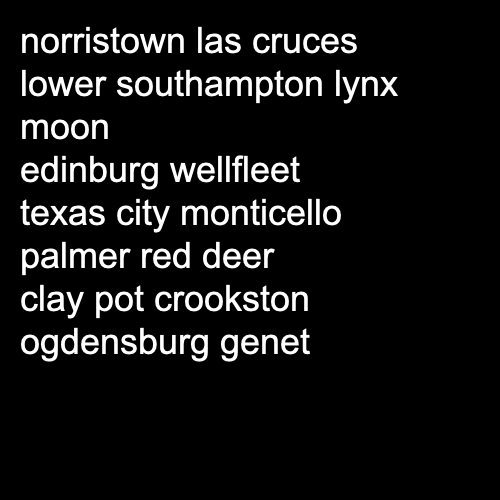 norristown las cruces
lower southampton lynx
moon
edinburg wellfleet
texas city monticello
palmer red deer
clay pot crookston
ogdensburg genet